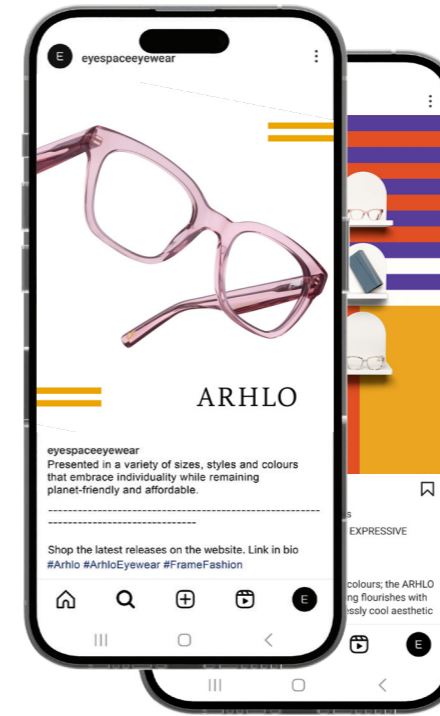 E eyespaceeyewear
ARHLO
eyespaceeyewear
Presented in a variety of sizes, styles and colours
that embrace individuality while remaining
planet-friendly and affordable.
--------------------------------------------------------
------------------------------
Shop the latest releases on the website. Link in bio
#Arhlo #ArhloEyewear #FrameFashion
E
EXPRESSIVE
colours; the ARHLO
ng flourishes with
essly cool aesthetic
E